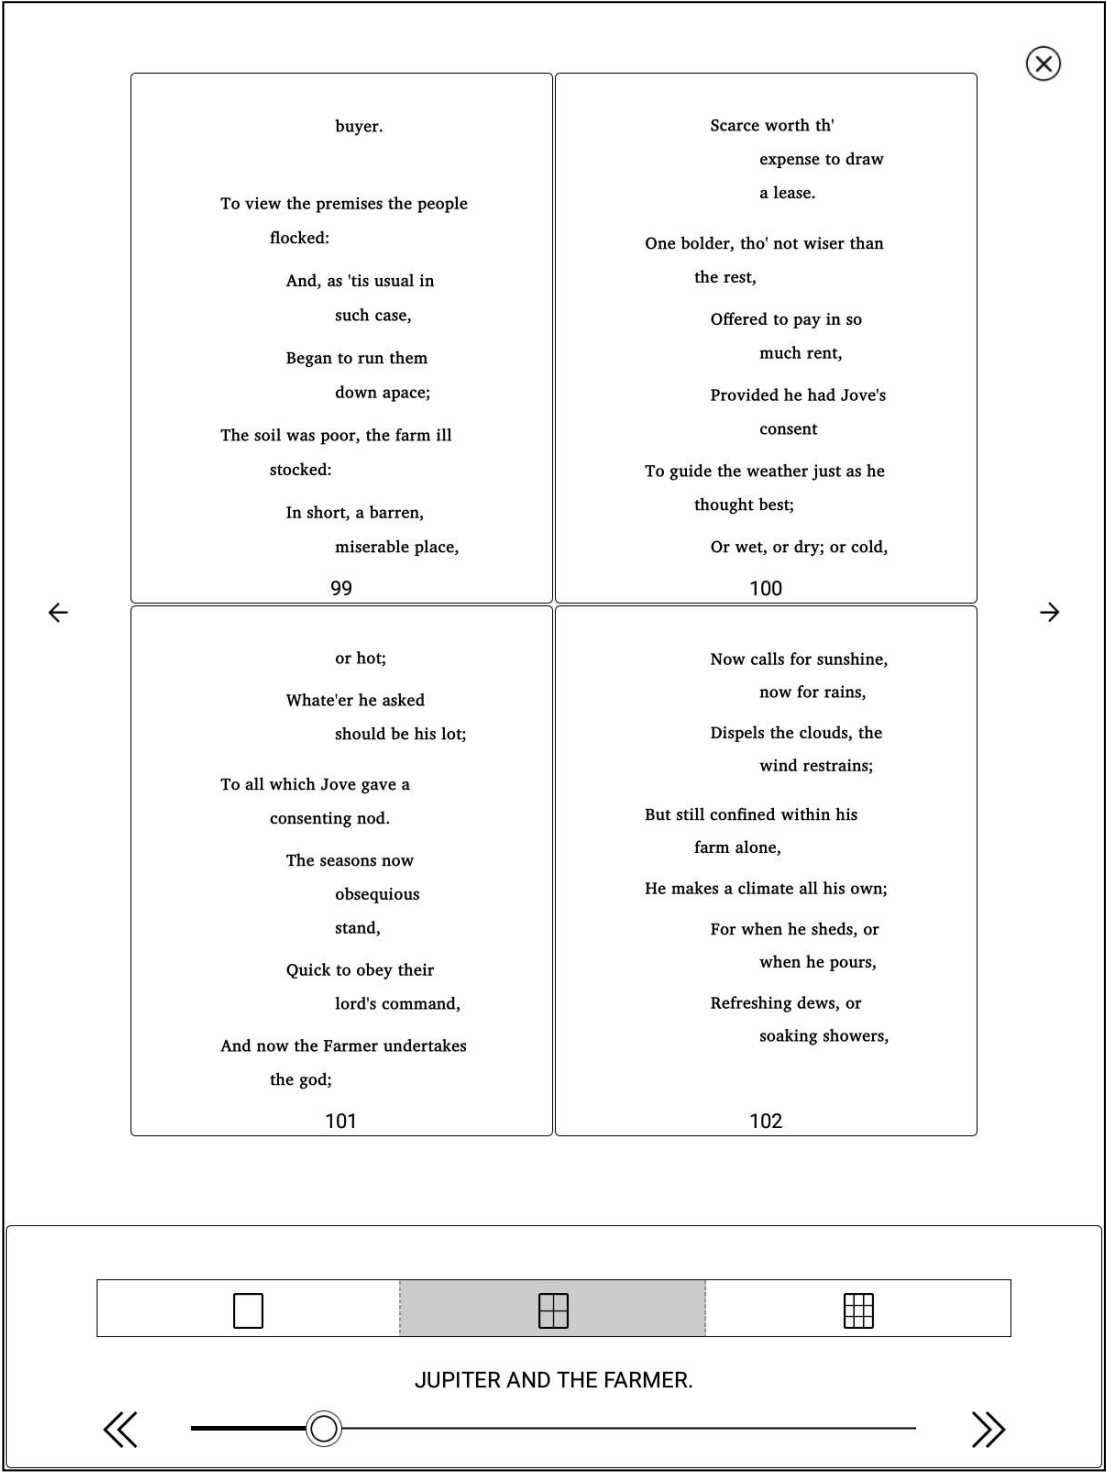 buyer.
To view the premises the people
flocked:
And, as 'tis usual in
such case,
Began to run them
down apace;
The soil was poor, the farm ill
stocked:
In short, a barren,
miserable place,
99
Scarce worth th'
expense to draw
a lease.
One bolder, tho' not wiser than
the rest,
Offered to pay in so
much rent,
Provided he had Jove's
consent
To guide the weather just as he
thought best;
Or wet, or dry; or cold,
100
or hot;
Whate'er he asked
should be his lot;
To all which Jove gave a
consenting nod.
The seasons now
obsequious
stand,
Quick to obey their
lord's command,
And now the Farmer undertakes
the god;
101
Now calls for sunshine,
now for rains,
Dispels the clouds, the
wind restrains;
But still confined within his
farm alone,
He makes a climate all his own;
For when he sheds, or
when he pours,
Refreshing dews, or
soaking showers,
102
JUPITER AND THE FARMER.